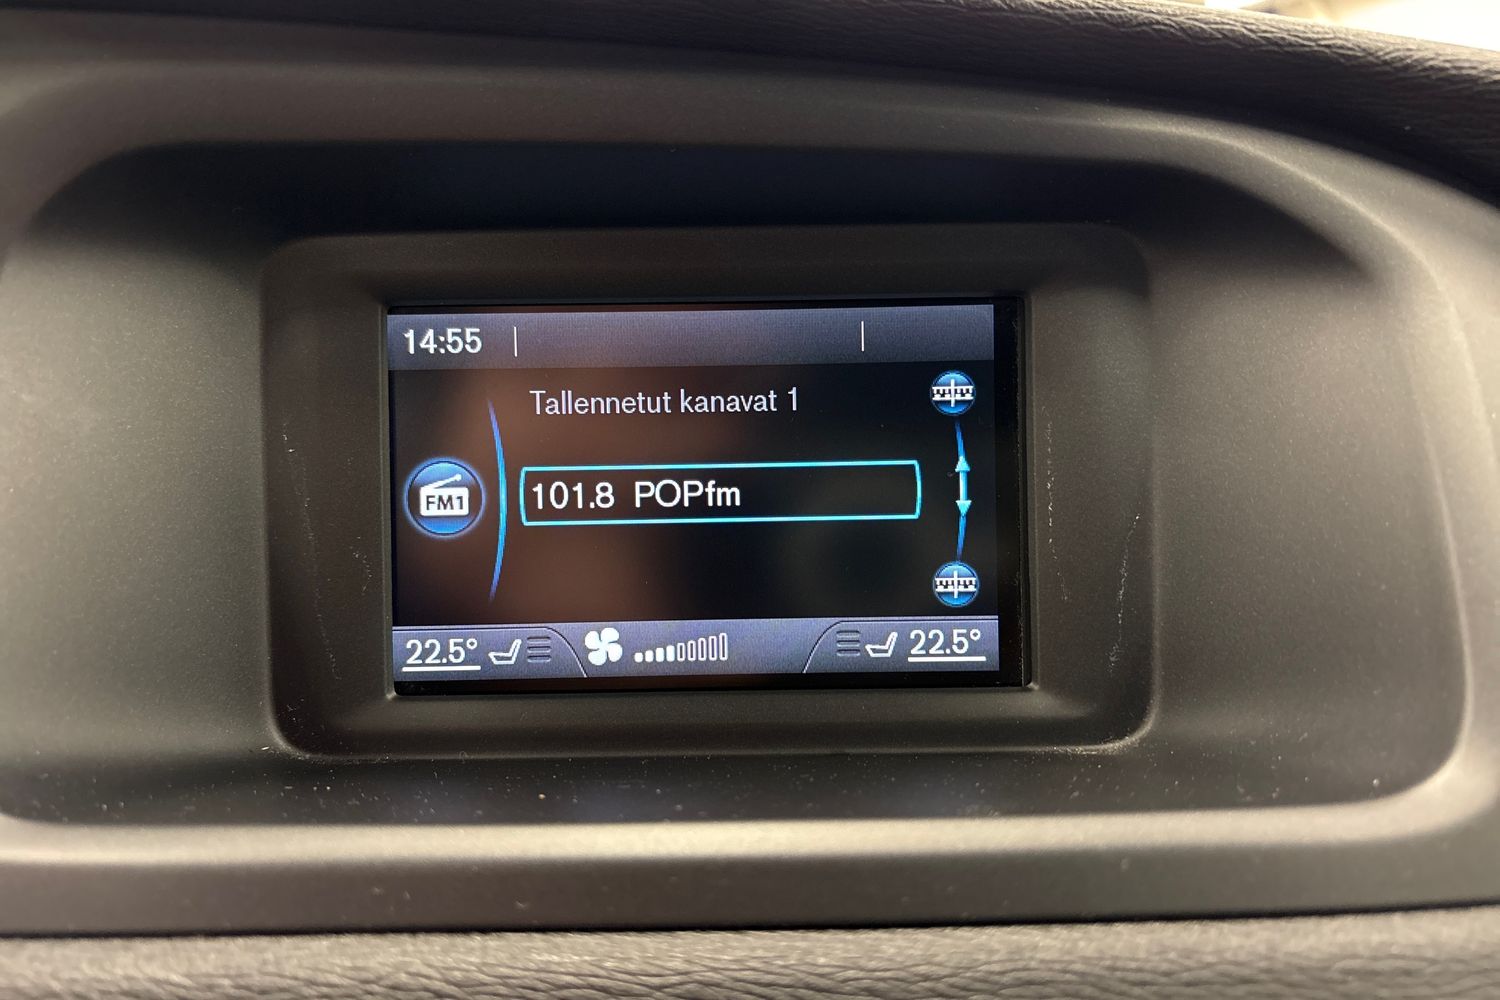 14:55
Tallennetut kanavat 1
FM1
101.8 POPfm
22.5° 22.5°